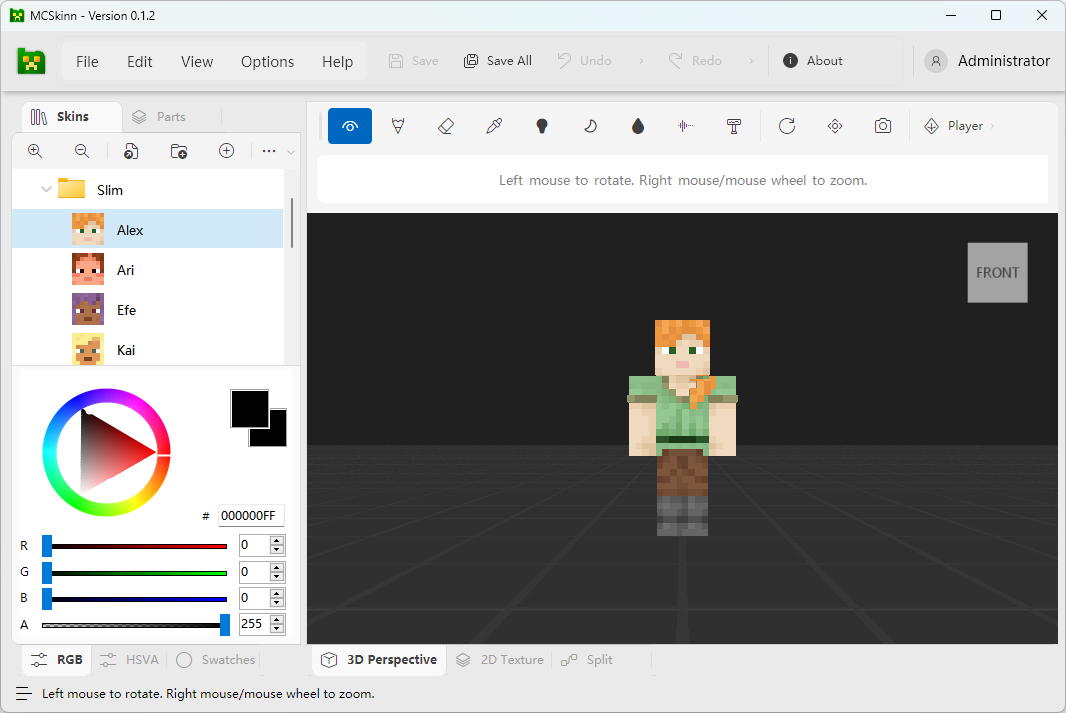 MCSkinn - Version 0.1.2
File Edit View Options Help Save Save All Undo Redo About Administrator
Skins Parts
Player
Left mouse to rotate. Right mouse/mouse wheel to zoom.
Slim
Alex
Ari
Efe
Kai
FRONT
# 000000FF
R 0
G 0
B 0
A 255
RGB HSVA Swatches 3D Perspective 2D Texture Split
Left mouse to rotate. Right mouse/mouse wheel to zoom.